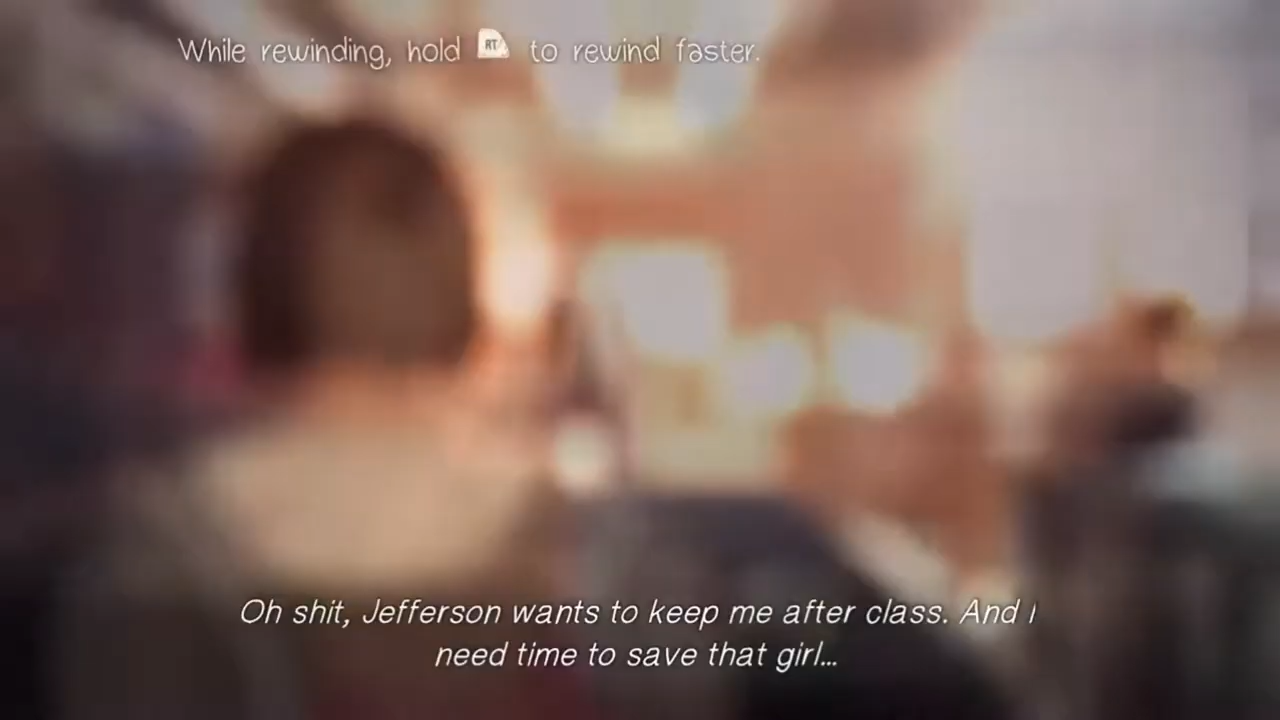 While rewinding, hold RT to rewind faster.
Oh shit, Jefferson wants to keep me after class. And I
need time to save that girl...